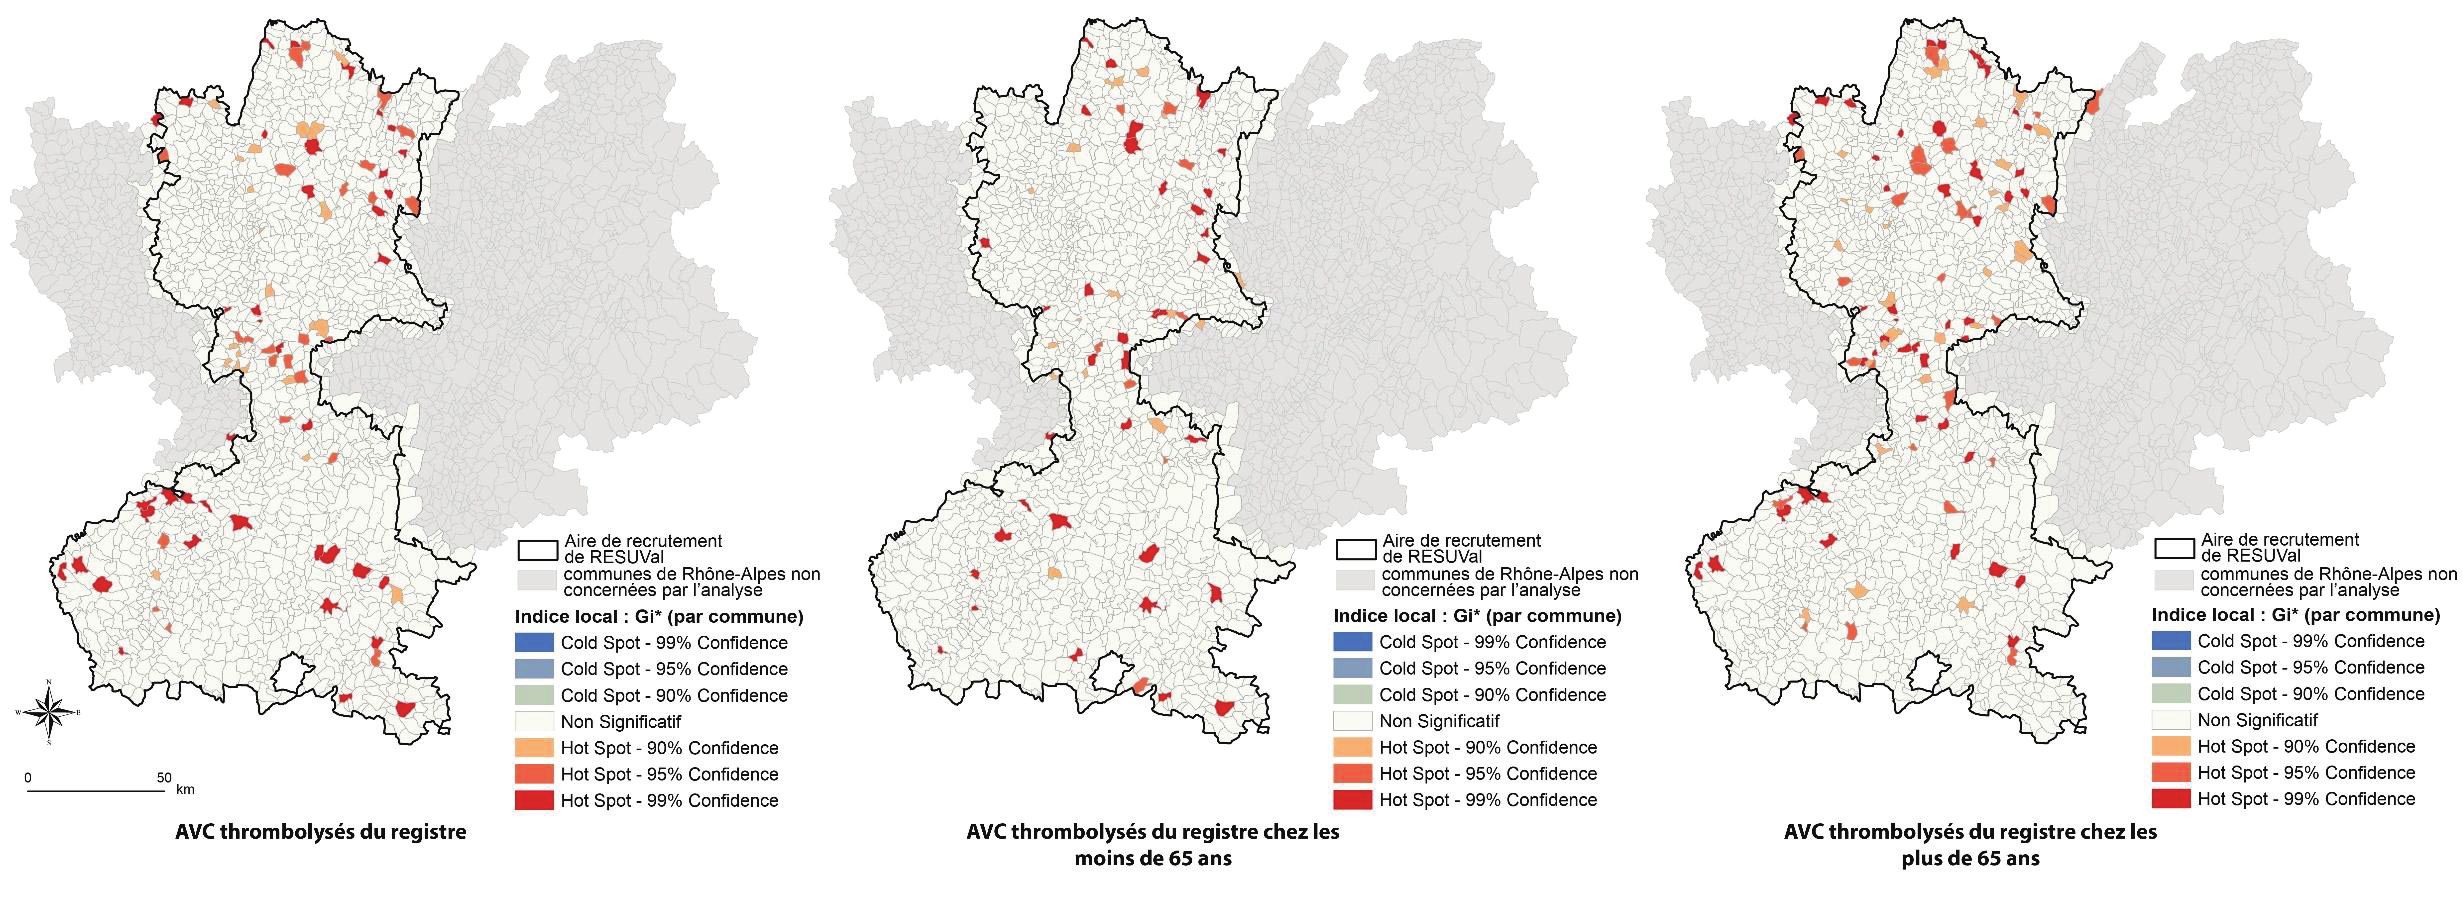 Aire de recrutement
de RESUVal
communes de Rhône-Alpes non
concernées par l'analyse
Indice local : Gi* (par commune)
Cold Spot - 99% Confidence
Cold Spot - 95% Confidence
Cold Spot - 90% Confidence
Non Significatif
Hot Spot - 90% Confidence
Hot Spot - 95% Confidence
Hot Spot - 99% Confidence
N
W
E
S
0
50
km
AVC thrombolysés du registre
Aire de recrutement
de RESUVal
communes de Rhône-Alpes non
concernées par l'analyse
Indice local : Gi* (par commune)
Cold Spot - 99% Confidence
Cold Spot - 95% Confidence
Cold Spot - 90% Confidence
Non Significatif
Hot Spot - 90% Confidence
Hot Spot - 95% Confidence
Hot Spot - 99% Confidence
AVC thrombolysés du registre chez les
moins de 65 ans
Aire de recrutement
de RESUVal
communes de Rhône-Alpes non
concernées par l'analyse
Indice local : Gi* (par commune)
Cold Spot - 99% Confidence
Cold Spot - 95% Confidence
Cold Spot - 90% Confidence
Non Significatif
Hot Spot - 90% Confidence
Hot Spot - 95% Confidence
Hot Spot - 99% Confidence
AVC thrombolysés du registre chez les
plus de 65 ans